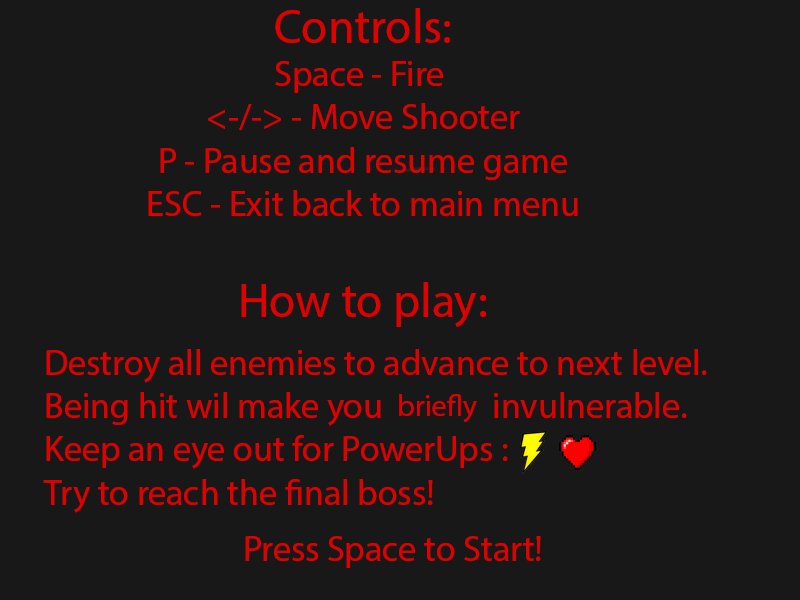 Controls:
Space - Fire
<-/-> - Move Shooter
P - Pause and resume game
ESC - Exit back to main menu
How to play:
Destroy all enemies to advance to next level.
Being hit wil make you briefly invulnerable.
Keep an eye out for PowerUps :
Try to reach the final boss!
Press Space to Start!